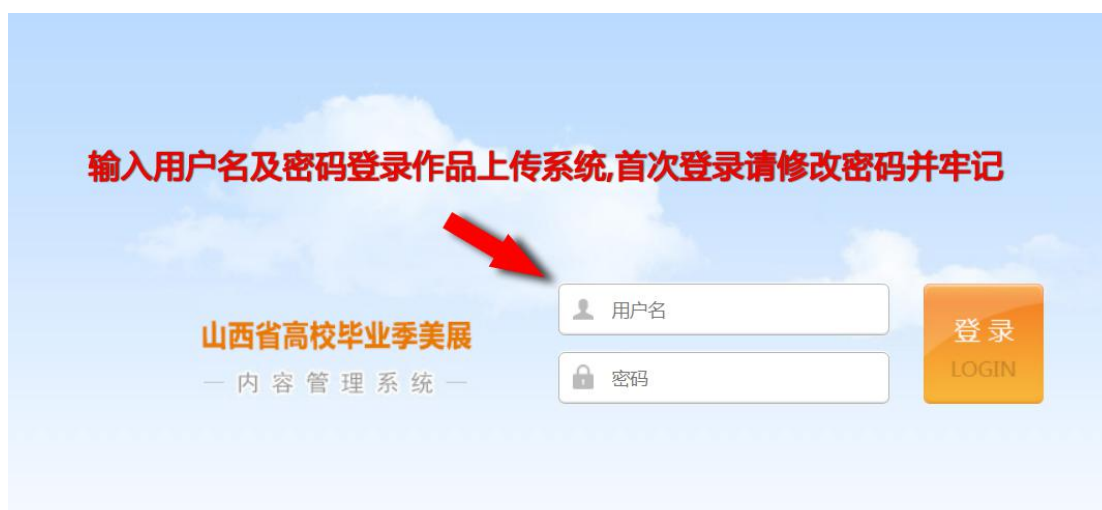 输入用户名及密码登录作品上传系统,首次登录请修改密码并牢记
用户名
山西省高校毕业季美展
登录
密码
LOGIN
— 内容管理系统 —